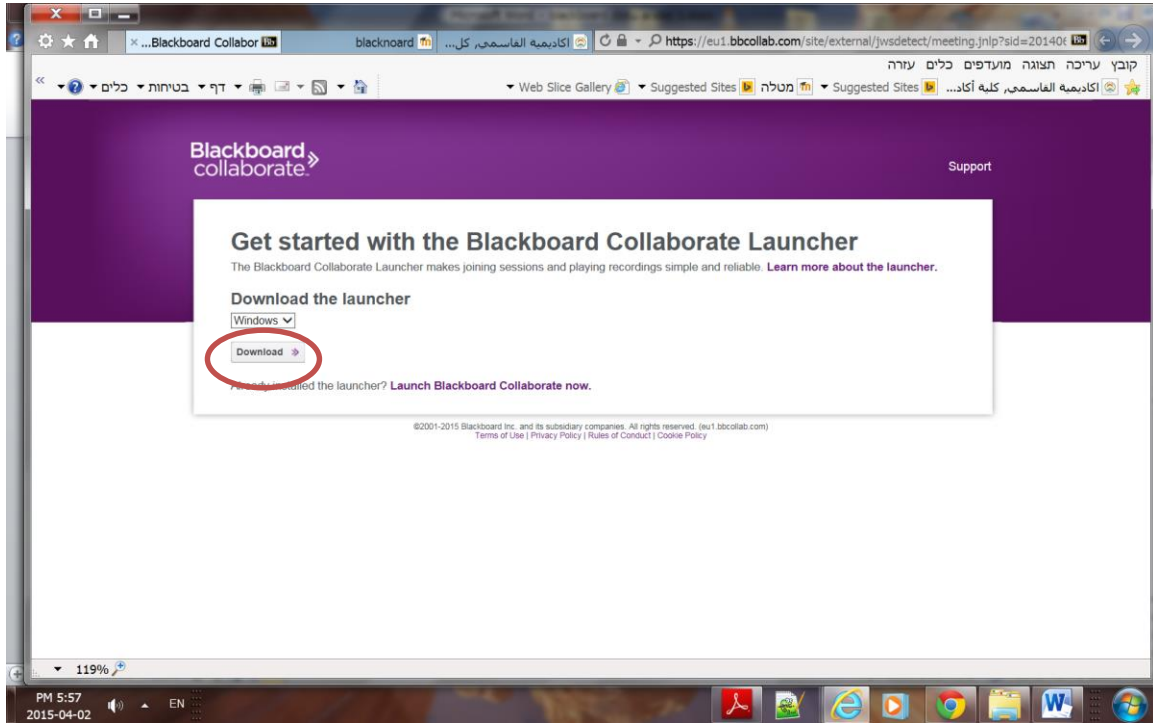 https://eu1.bbcollab.com/site/external/jwsdetect/meeting.jnlp?sid=20140
اكاديمية القاسمي, كل...
blacknoard
Blackboard Collabor...
קובץ עריכה תצוגה מועדפים כלים עזרה
اكاديمية القاسمي, كلية أكاد...
Suggested Sites
מטלה
Suggested Sites
Web Slice Gallery
דף
בטיחות
כלים
Blackboard
collaborate.
Support
Get started with the Blackboard Collaborate Launcher
The Blackboard Collaborate Launcher makes joining sessions and playing recordings simple and reliable. Learn more about the launcher.
Download the launcher
Windows
Download
Already installed the launcher? Launch Blackboard Collaborate now.
©2001-2015 Blackboard Inc. and its subsidiary companies. All rights reserved. (eu1.bbcollab.com)
Terms of Use | Privacy Policy | Rules of Conduct | Cookie Policy
119%
PM 5:57
2015-04-02
EN